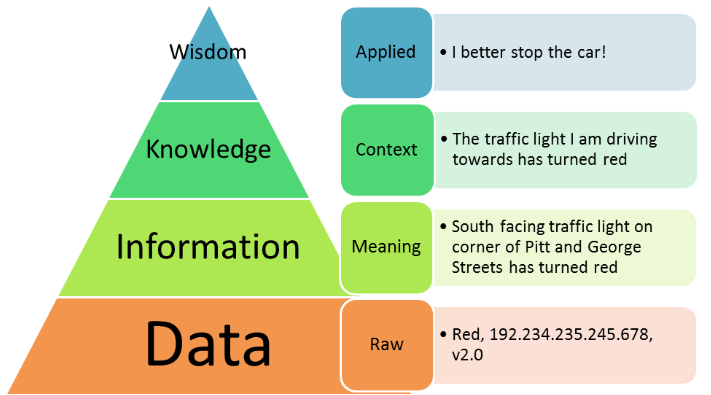 Wisdom
Applied
• I better stop the car!
Knowledge
Context
• The traffic light I am driving
towards has turned red
Information
Meaning
• South facing traffic light on
corner of Pitt and George
Streets has turned red
Data
Raw
• Red, 192.234.235.245.678,
v2.0